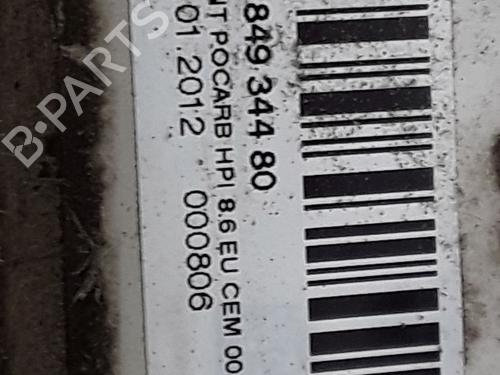 849 344 80
NT POCARB HPI 8.6 EU CEM 00
01.2012 000806
B-PARTS